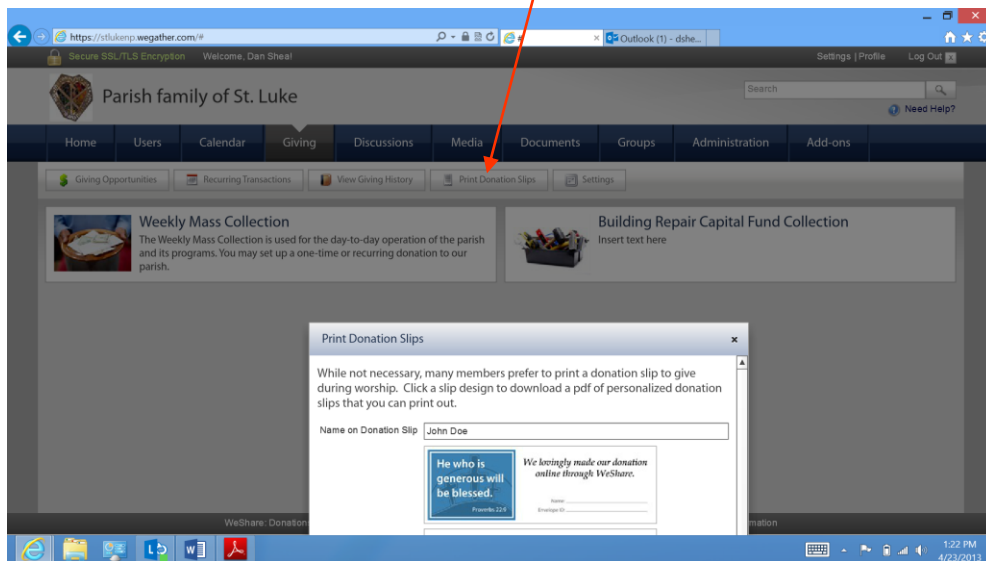 https://stlukenp.wegather.com/#
#
Outlook (1) - dshe...
Secure SSL/TLS Encryption Welcome, Dan Shea!
Settings | Profile Log Out
Parish family of St. Luke
Search
Need Help?
Home Users Calendar Giving Discussions Media Documents Groups Administration Add-ons
Giving Opportunities Recurring Transactions View Giving History Print Donation Slips Settings
Weekly Mass Collection
The Weekly Mass Collection is used for the day-to-day operation of the parish
and its programs. You may set up a one-time or recurring donation to our
parish.
Building Repair Capital Fund Collection
Insert text here
Print Donation Slips
While not necessary, many members prefer to print a donation slip to give
during worship. Click a slip design to download a pdf of personalized donation
slips that you can print out.
Name on Donation Slip John Doe
He who is
generous will
be blessed.
Proverbs 22:9
We lovingly made our donation
online through WeShare.
Name
Envelope ID
WeShare: Donation
mation
1:22 PM
4/23/2013